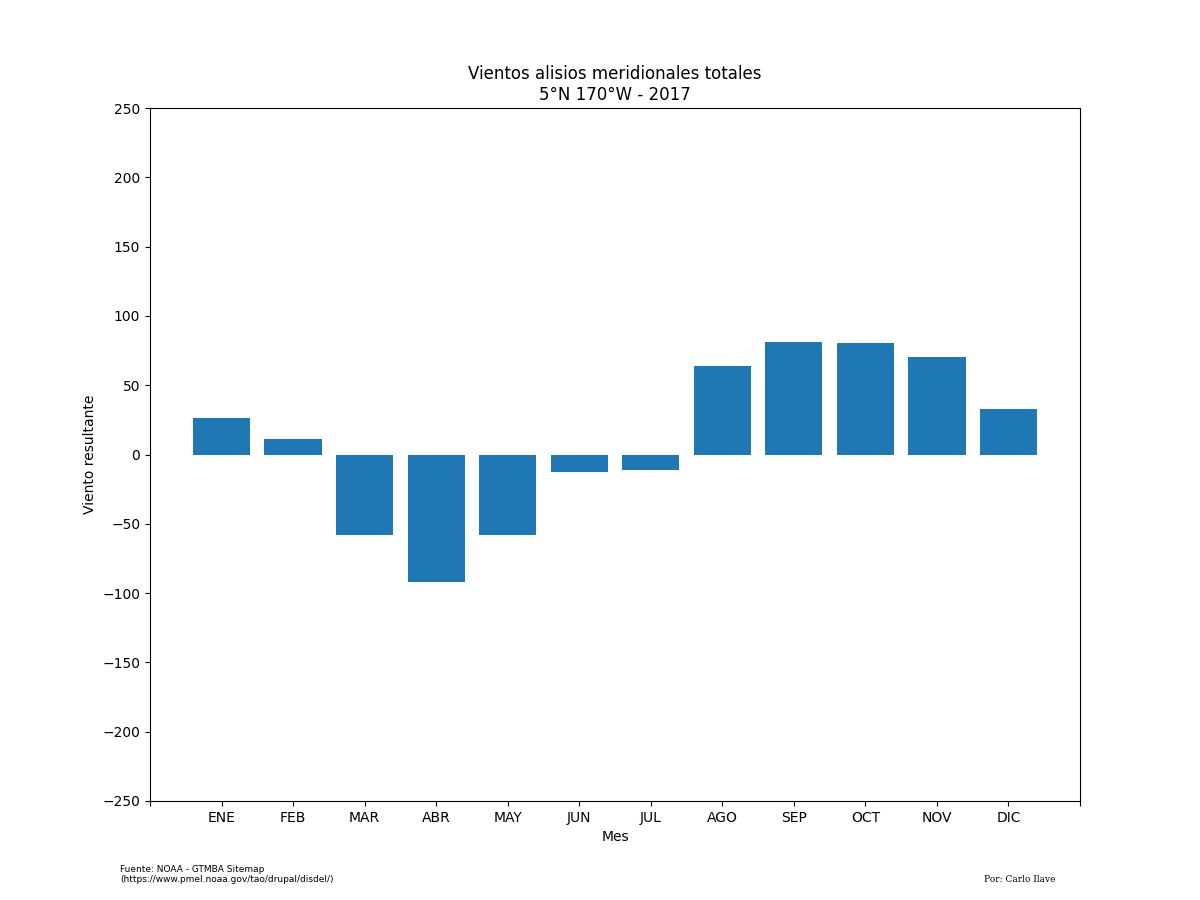 Vientos alisios meridionales totales
5°N 170°W - 2017
250
200
150
100
50
0
−50
−100
−150
−200
−250
Viento resultante
ENE FEB MAR ABR MAY JUN JUL AGO SEP OCT NOV DIC
Mes
Fuente: NOAA - GTMBA Sitemap
(https://www.pmel.noaa.gov/tao/drupal/disdel/)
Por: Carlo Ilave